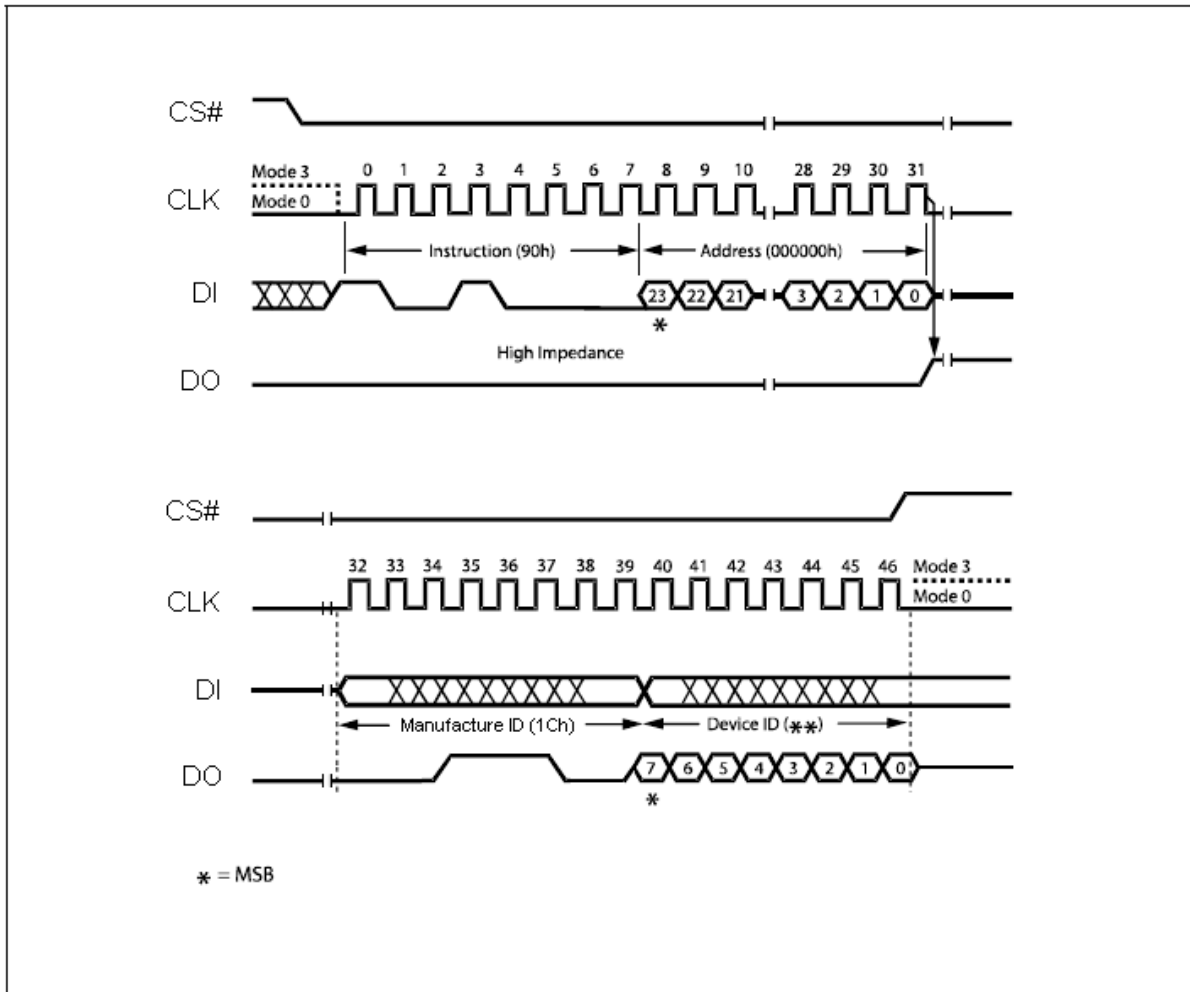 CS#
Mode 3
0 1 2 3 4 5 6 7 8 9 10 28 29 30 31
CLK
Mode 0
Instruction (90h) Address (000000h)
DI
23 22 21 3 2 1 0
*
High Impedance
DO
CS#
32 33 34 35 36 37 38 39 40 41 42 43 44 45 46 Mode 3
CLK
Mode 0
DI
Manufacture ID (1Ch) Device ID (**)
DO
7 6 5 4 3 2 1 0
*
* = MSB